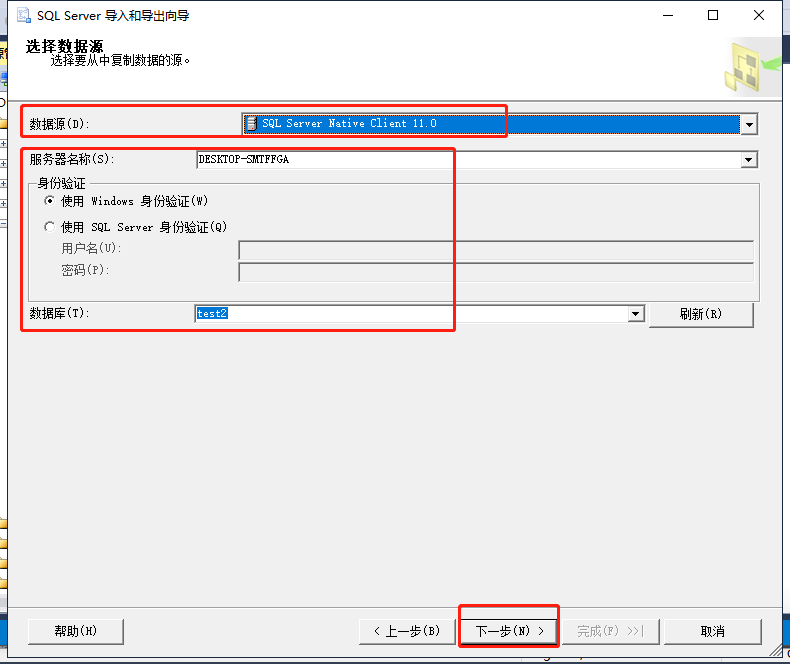 SQL Server 导入和导出向导
选择数据源
选择要从中复制数据的源。
数据源(D): SQL Server Native Client 11.0
服务器名称(S): DESKTOP-SMTFFGA
身份验证
使用 Windows 身份验证(W)
使用 SQL Server 身份验证(Q)
用户名(U):
密码(P):
数据库(T): test2 刷新(R)
帮助(H) < 上一步(B) 下一步(N) > 完成(F) >>| 取消